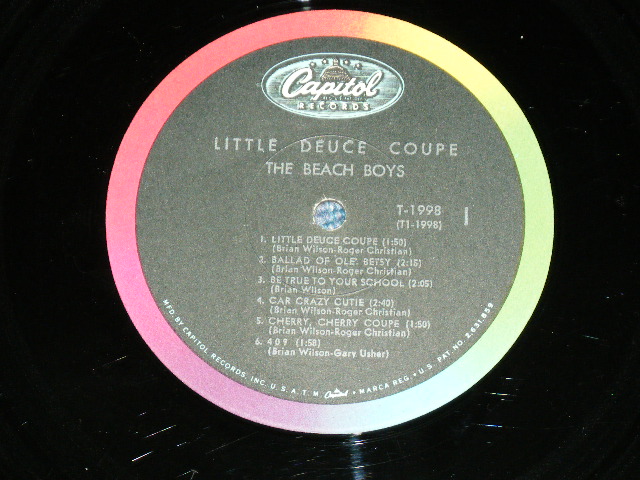 Capitol
RECORDS
LITTLE DEUCE COUPE
THE BEACH BOYS
T-1998
(T1-1998)
1
1. LITTLE DEUCE COUPE (1:50)
(Brian Wilson-Roger Christian)
2. BALLAD OF OLE' BETSY (2:15)
(Brian Wilson-Roger Christian)
3. BE TRUE TO YOUR SCHOOL (2:05)
(Brian Wilson)
4. CAR CRAZY CUTIE (2:40)
(Brian Wilson-Roger Christian)
5. CHERRY, CHERRY COUPE (1:50)
(Brian Wilson-Roger Christian)
6. 409 (1:58)
(Brian Wilson-Gary Usher)
MFD. BY CAPITOL RECORDS, INC. U.S.A. T.M. Capitol • MARCA REG. • U.S. PAT. NO. 2,631,859